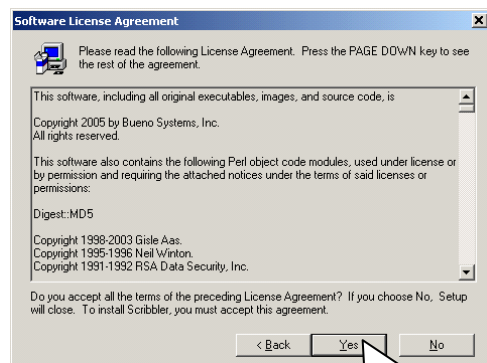 Software License Agreement
Please read the following License Agreement. Press the PAGE DOWN key to see
the rest of the agreement.
This software, including all original executables, images, and source code, is
Copyright 2005 by Bueno Systems, Inc.
All rights reserved.
This software also contains the following Perl object code modules, used under license or
by permission and requiring the attached notices under the terms of said licenses or
permissions:
Digest::MD5
Copyright 1998-2003 Gisle Aas.
Copyright 1995-1996 Neil Winton.
Copyright 1991-1992 RSA Data Security, Inc.
Do you accept all the terms of the preceding License Agreement? If you choose No, Setup
will close. To install Scribbler, you must accept this agreement.
< Back Yes No